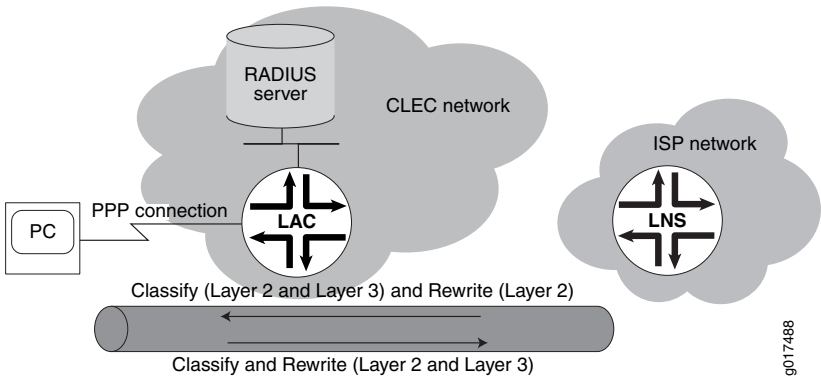 RADIUS
server
CLEC network
ISP network
PPP connection
PC
LAC
LNS
Classify (Layer 2 and Layer 3) and Rewrite (Layer 2)
Classify and Rewrite (Layer 2 and Layer 3)
g017488